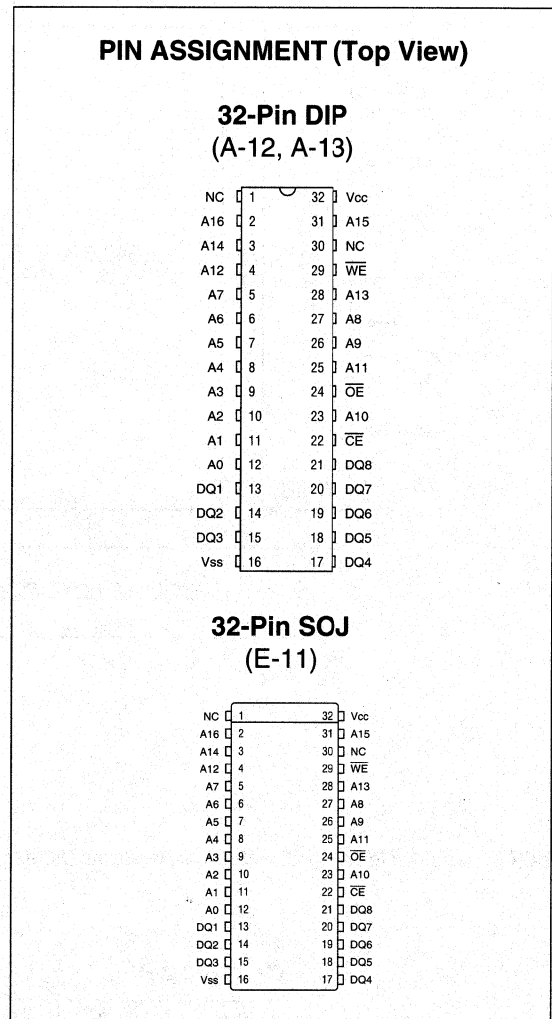 PIN ASSIGNMENT (Top View)
32-Pin DIP
(A-12, A-13)
NC 1 32 Vcc
A16 2 31 A15
A14 3 30 NC
A12 4 29 W̅E̅
A7 5 28 A13
A6 6 27 A8
A5 7 26 A9
A4 8 25 A11
A3 9 24 O̅E̅
A2 10 23 A10
A1 11 22 C̅E̅
A0 12 21 DQ8
DQ1 13 20 DQ7
DQ2 14 19 DQ6
DQ3 15 18 DQ5
Vss 16 17 DQ4
32-Pin SOJ
(E-11)
NC 1 32 Vcc
A16 2 31 A15
A14 3 30 NC
A12 4 29 W̅E̅
A7 5 28 A13
A6 6 27 A8
A5 7 26 A9
A4 8 25 A11
A3 9 24 O̅E̅
A2 10 23 A10
A1 11 22 C̅E̅
A0 12 21 DQ8
DQ1 13 20 DQ7
DQ2 14 19 DQ6
DQ3 15 18 DQ5
Vss 16 17 DQ4